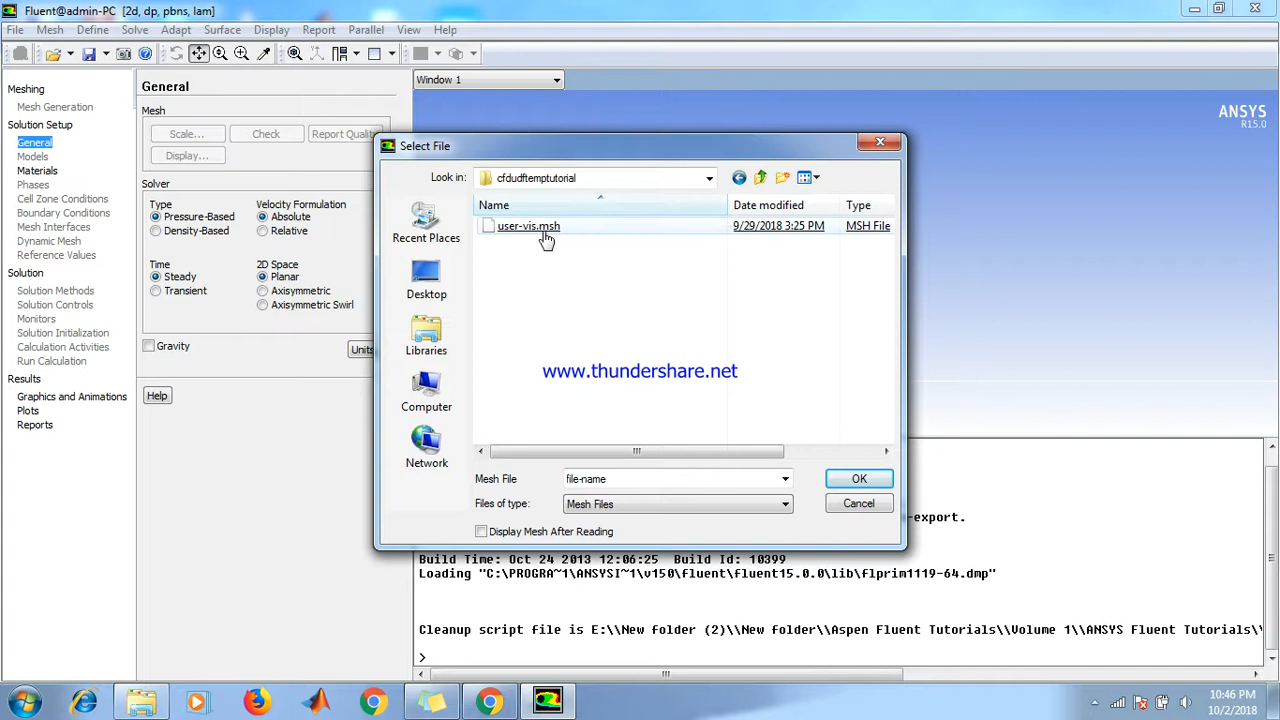 Fluent@admin-PC [2d, dp, pbns, lam]
File Mesh Define Solve Adapt Surface Display Report Parallel View Help
Meshing
Mesh Generation
Solution Setup
General
Models
Materials
Phases
Cell Zone Conditions
Boundary Conditions
Mesh Interfaces
Dynamic Mesh
Reference Values
Solution
Solution Methods
Solution Controls
Monitors
Solution Initialization
Calculation Activities
Run Calculation
Results
Graphics and Animations
Plots
Reports
General
Mesh
Scale... Check Report Quality
Display...
Solver
Type Velocity Formulation
Pressure-Based Absolute
Density-Based Relative
Time 2D Space
Steady Planar
Transient Axisymmetric
Axisymmetric Swirl
Gravity Units
Help
Window 1
ANSYS
R15.0
Select File
Look in: cfdudftemptutorial
Name Date modified Type
user-vis.msh 9/29/2018 3:25 PM MSH File
Recent Places
Desktop
Libraries
Computer
Network
www.thundershare.net
Mesh File file-name OK
Files of type: Mesh Files Cancel
Display Mesh After Reading
-export.
Build Time: Oct 24 2013 12:06:25 Build Id: 10399
Loading "C:\PROGRA~1\ANSYSI~1\v150\fluent\fluent15.0.0\lib\flprim1119-64.dmp"
Cleanup script file is E:\\New folder (2)\\New folder\\Aspen Fluent Tutorials\\Volume 1\\ANSYS Fluent Tutorials\\
>
10:46 PM
10/2/2018